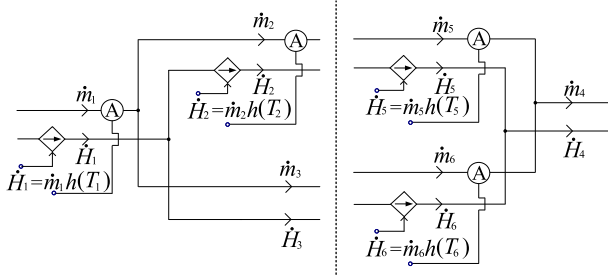 ṁ₂
A
ṁ₁
A
Ḣ₂
Ḣ₂=ṁ₂h(T₂)
Ḣ₁
Ḣ₁=ṁ₁h(T₁)
ṁ₃
Ḣ₃
ṁ₅
A
Ḣ₅
Ḣ₅=ṁ₅h(T₅)
ṁ₄
Ḣ₄
ṁ₆
A
Ḣ₆
Ḣ₆=ṁ₆h(T₆)